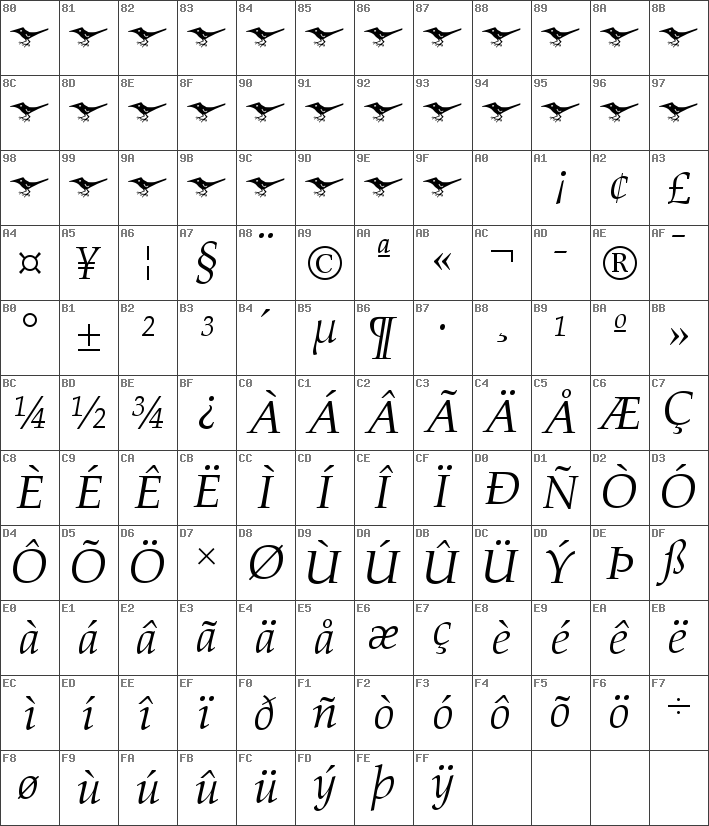 80 81 82 83 84 85 86 87 88 89 8A 8B
8C 8D 8E 8F 90 91 92 93 94 95 96 97
98 99 9A 9B 9C 9D 9E 9F A0 A1 A2 A3
¡ ¢ £
A4 A5 A6 A7 A8 A9 AA AB AC AD AE AF
¤ ¥ ¦ § ¨ © ª « ¬ - ® ¯
B0 B1 B2 B3 B4 B5 B6 B7 B8 B9 BA BB
° ± ² ³ ´ µ ¶ · ¸ ¹ º »
BC BD BE BF C0 C1 C2 C3 C4 C5 C6 C7
¼ ½ ¾ ¿ À Á Â Ã Ä Å Æ Ç
C8 C9 CA CB CC CD CE CF D0 D1 D2 D3
È É Ê Ë Ì Í Î Ï Ð Ñ Ò Ó
D4 D5 D6 D7 D8 D9 DA DB DC DD DE DF
Ô Õ Ö × Ø Ù Ú Û Ü Ý Þ ß
E0 E1 E2 E3 E4 E5 E6 E7 E8 E9 EA EB
à á â ã ä å æ ç è é ê ë
EC ED EE EF F0 F1 F2 F3 F4 F5 F6 F7
ì í î ï ð ñ ò ó ô õ ö ÷
F8 F9 FA FB FC FD FE FF
ø ù ú û ü ý þ ÿ